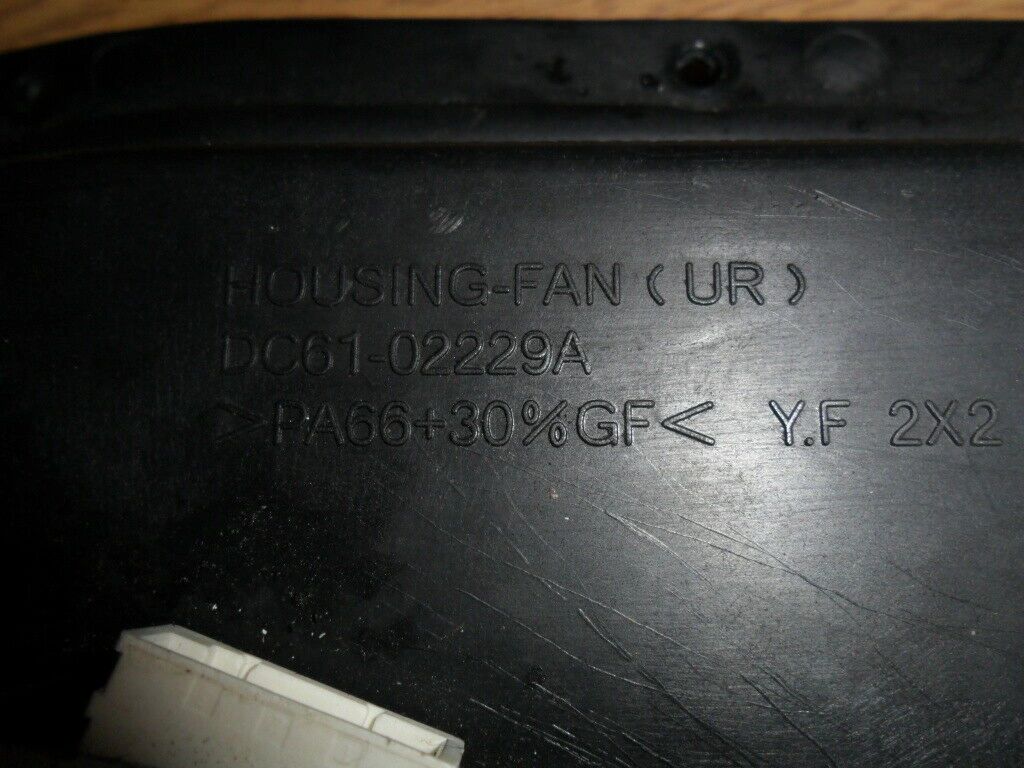 HOUSING-FAN (UR)
DC61-02229A
>PA66+30%GF< Y.F 2X2